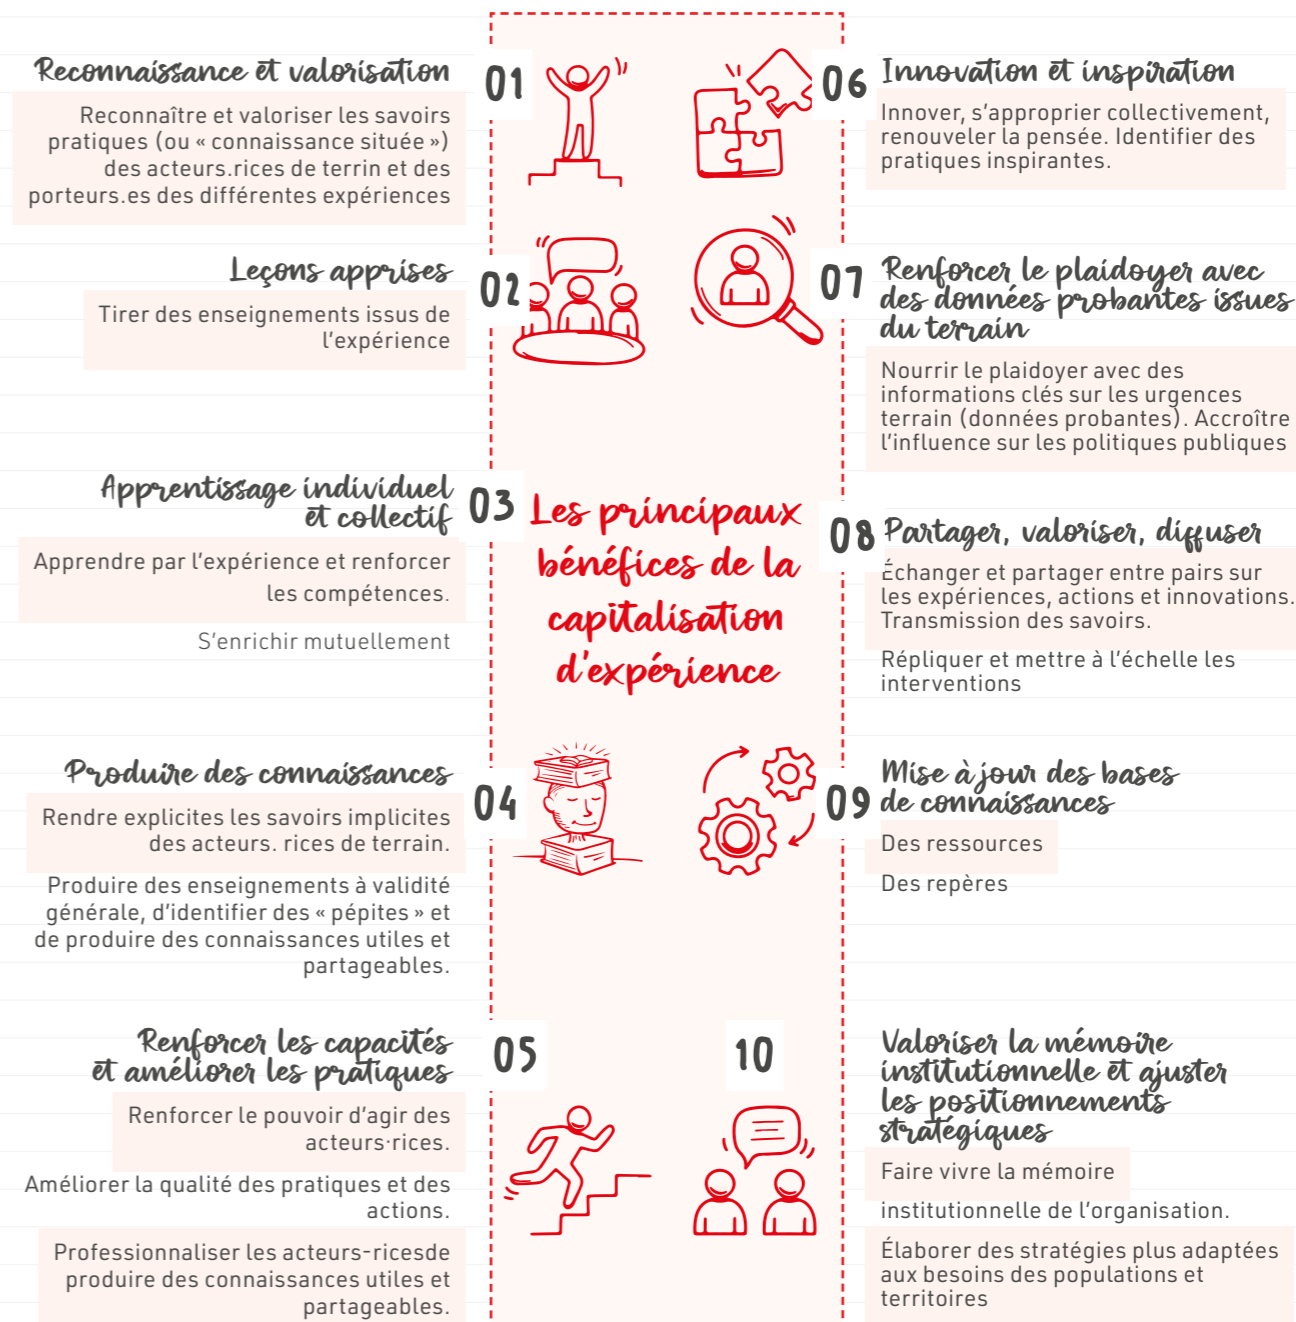 Reconnaissance et valorisation
01
Reconnaître et valoriser les savoirs
pratiques (ou « connaissance située »)
des acteurs.rices de terrin et des
porteurs.es des différentes expériences
Leçons apprises
02
Tirer des enseignements issus de
l'expérience
Apprentissage individuel
et collectif
03
Apprendre par l'expérience et renforcer
les compétences.
S'enrichir mutuellement
Produire des connaissances
04
Rendre explicites les savoirs implicites
des acteurs. rices de terrain.
Produire des enseignements à validité
générale, d'identifier des « pépites » et
de produire des connaissances utiles et
partageables.
Renforcer les capacités
et améliorer les pratiques
05
Renforcer le pouvoir d'agir des
acteurs·rices.
Améliorer la qualité des pratiques et des
actions.
Professionnaliser les acteurs-ricesde
produire des connaissances utiles et
partageables.
Les principaux
bénéfices de la
capitalisation
d'expérience
06
Innovation et inspiration
Innover, s'approprier collectivement,
renouveler la pensée. Identifier des
pratiques inspirantes.
07
Renforcer le plaidoyer avec
des données probantes issues
du terrain
Nourrir le plaidoyer avec des
informations clés sur les urgences
terrain (données probantes). Accroître
l'influence sur les politiques publiques
08
Partager, valoriser, diffuser
Échanger et partager entre pairs sur
les expériences, actions et innovations.
Transmission des savoirs.
Répliquer et mettre à l'échelle les
interventions
09
Mise à jour des bases
de connaissances
Des ressources
Des repères
10
Valoriser la mémoire
institutionnelle et ajuster
les positionnements
stratégiques
Faire vivre la mémoire
institutionnelle de l'organisation.
Élaborer des stratégies plus adaptées
aux besoins des populations et
territoires